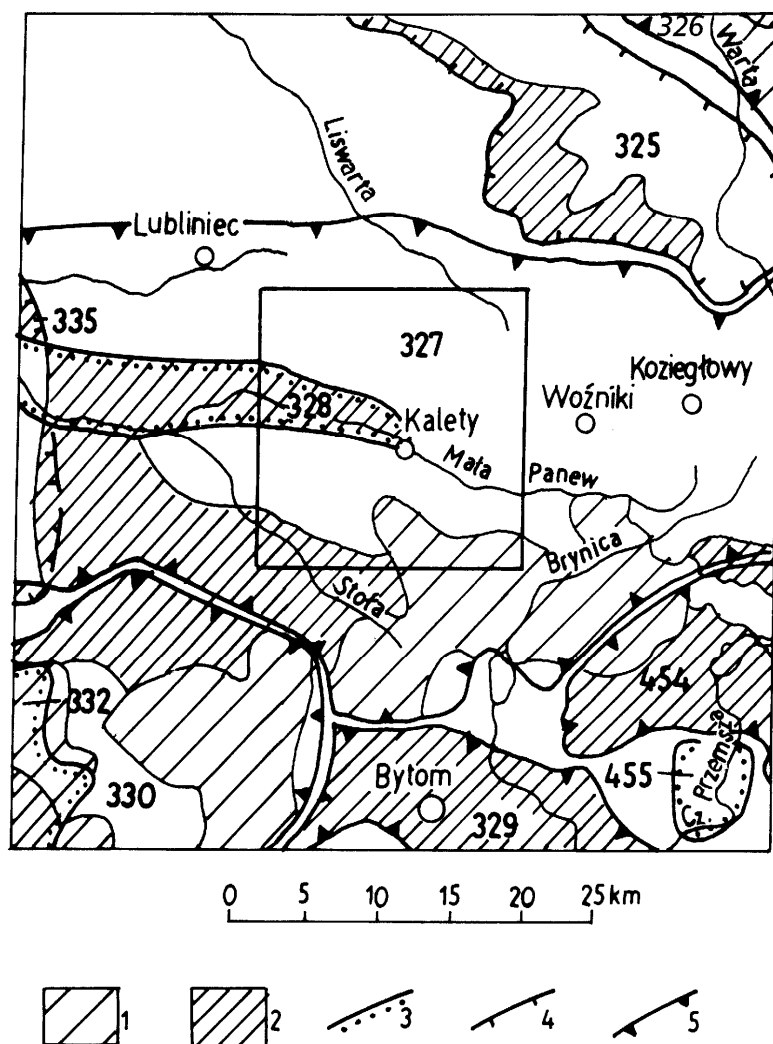 326
Warta
325
Liswarta
Lubliniec
335
327
Koziegłowy
Woźniki
328
Kalety
Mała Panew
Brynica
Stoła
454
332
Przemsza
Cz.
455
330
Bytom
329
0 5 10 15 20 25 km
1 2 3 4 5